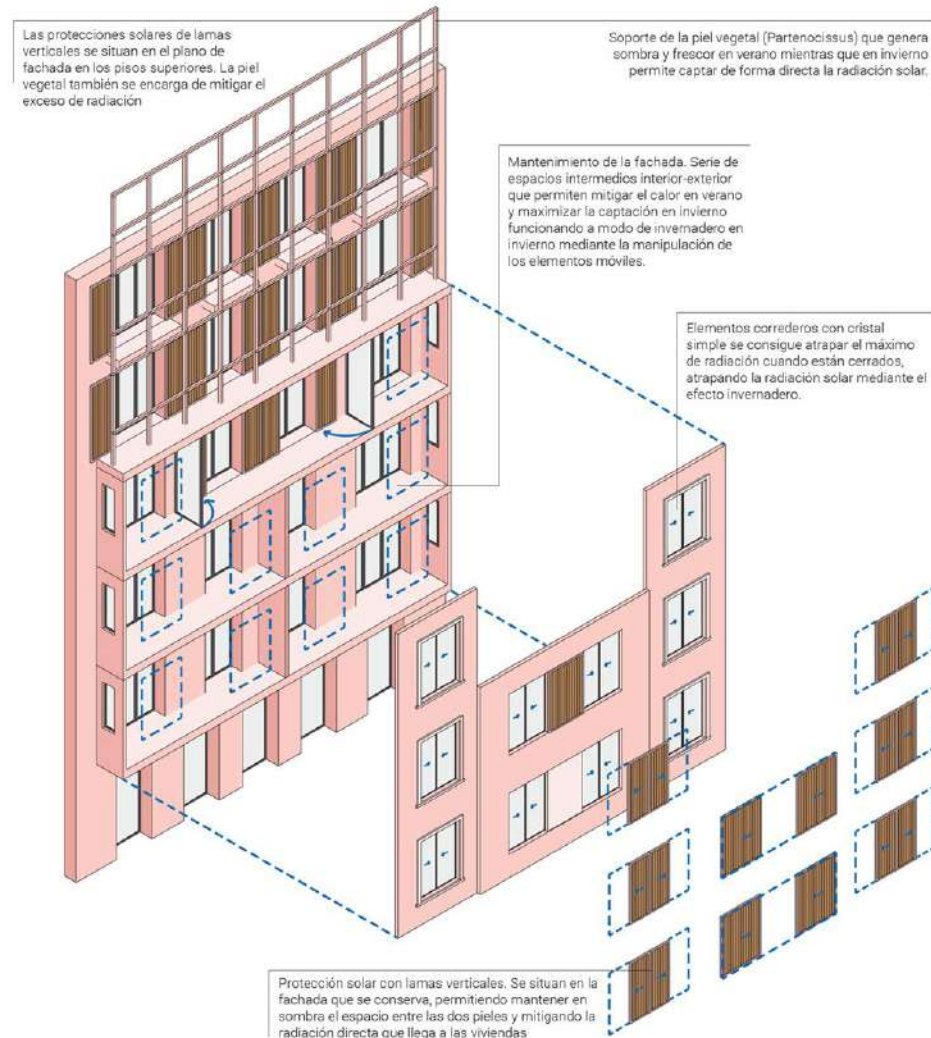 Las protecciones solares de lamas
verticales se situan en el plano de
fachada en los pisos superiores. La piel
vegetal también se encarga de mitigar el
exceso de radiación
Soporte de la piel vegetal (Partenocissus) que genera
sombra y frescor en verano mientras que en invierno
permite captar de forma directa la radiación solar.
Mantenimiento de la fachada. Serie de
espacios intermedios interior-exterior
que permiten mitigar el calor en verano
y maximizar la captación en invierno
funcionando a modo de invernadero en
invierno mediante la manipulación de
los elementos móviles.
Elementos correderos con cristal
simple se consigue atrapar el máximo
de radiación cuando están cerrados,
atrapando la radiación solar mediante el
efecto invernadero.
Protección solar con lamas verticales. Se situan en la
fachada que se conserva, permitiendo mantener en
sombra el espacio entre las dos pieles y mitigando la
radiación directa que llega a las viviendas